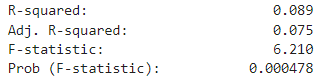 R-squared: 0.089
Adj. R-squared: 0.075
F-statistic: 6.210
Prob (F-statistic): 0.000478